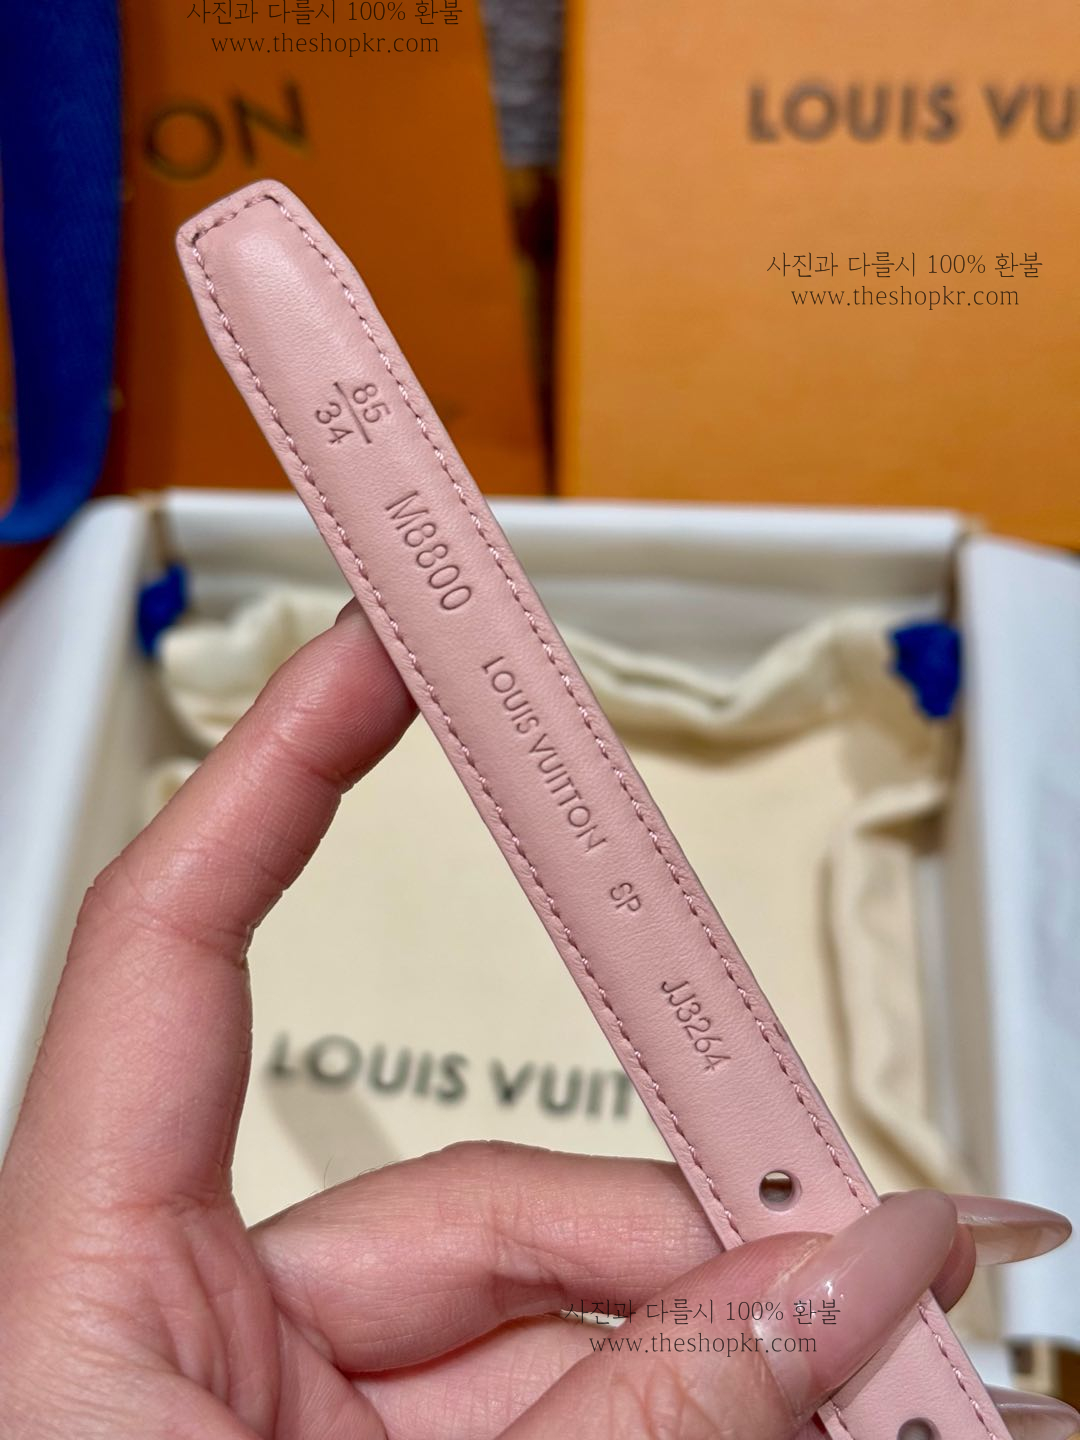 사진과 다를시 100% 환불
www.theshopkr.com
ON
LOUIS VU
사진과 다를시 100% 환불
www.theshopkr.com
85
34
M8800
LOUIS VUITTON
SP
JJ3264
LOUIS VUIT
사진과 다를시 100% 환불
www.theshopkr.com